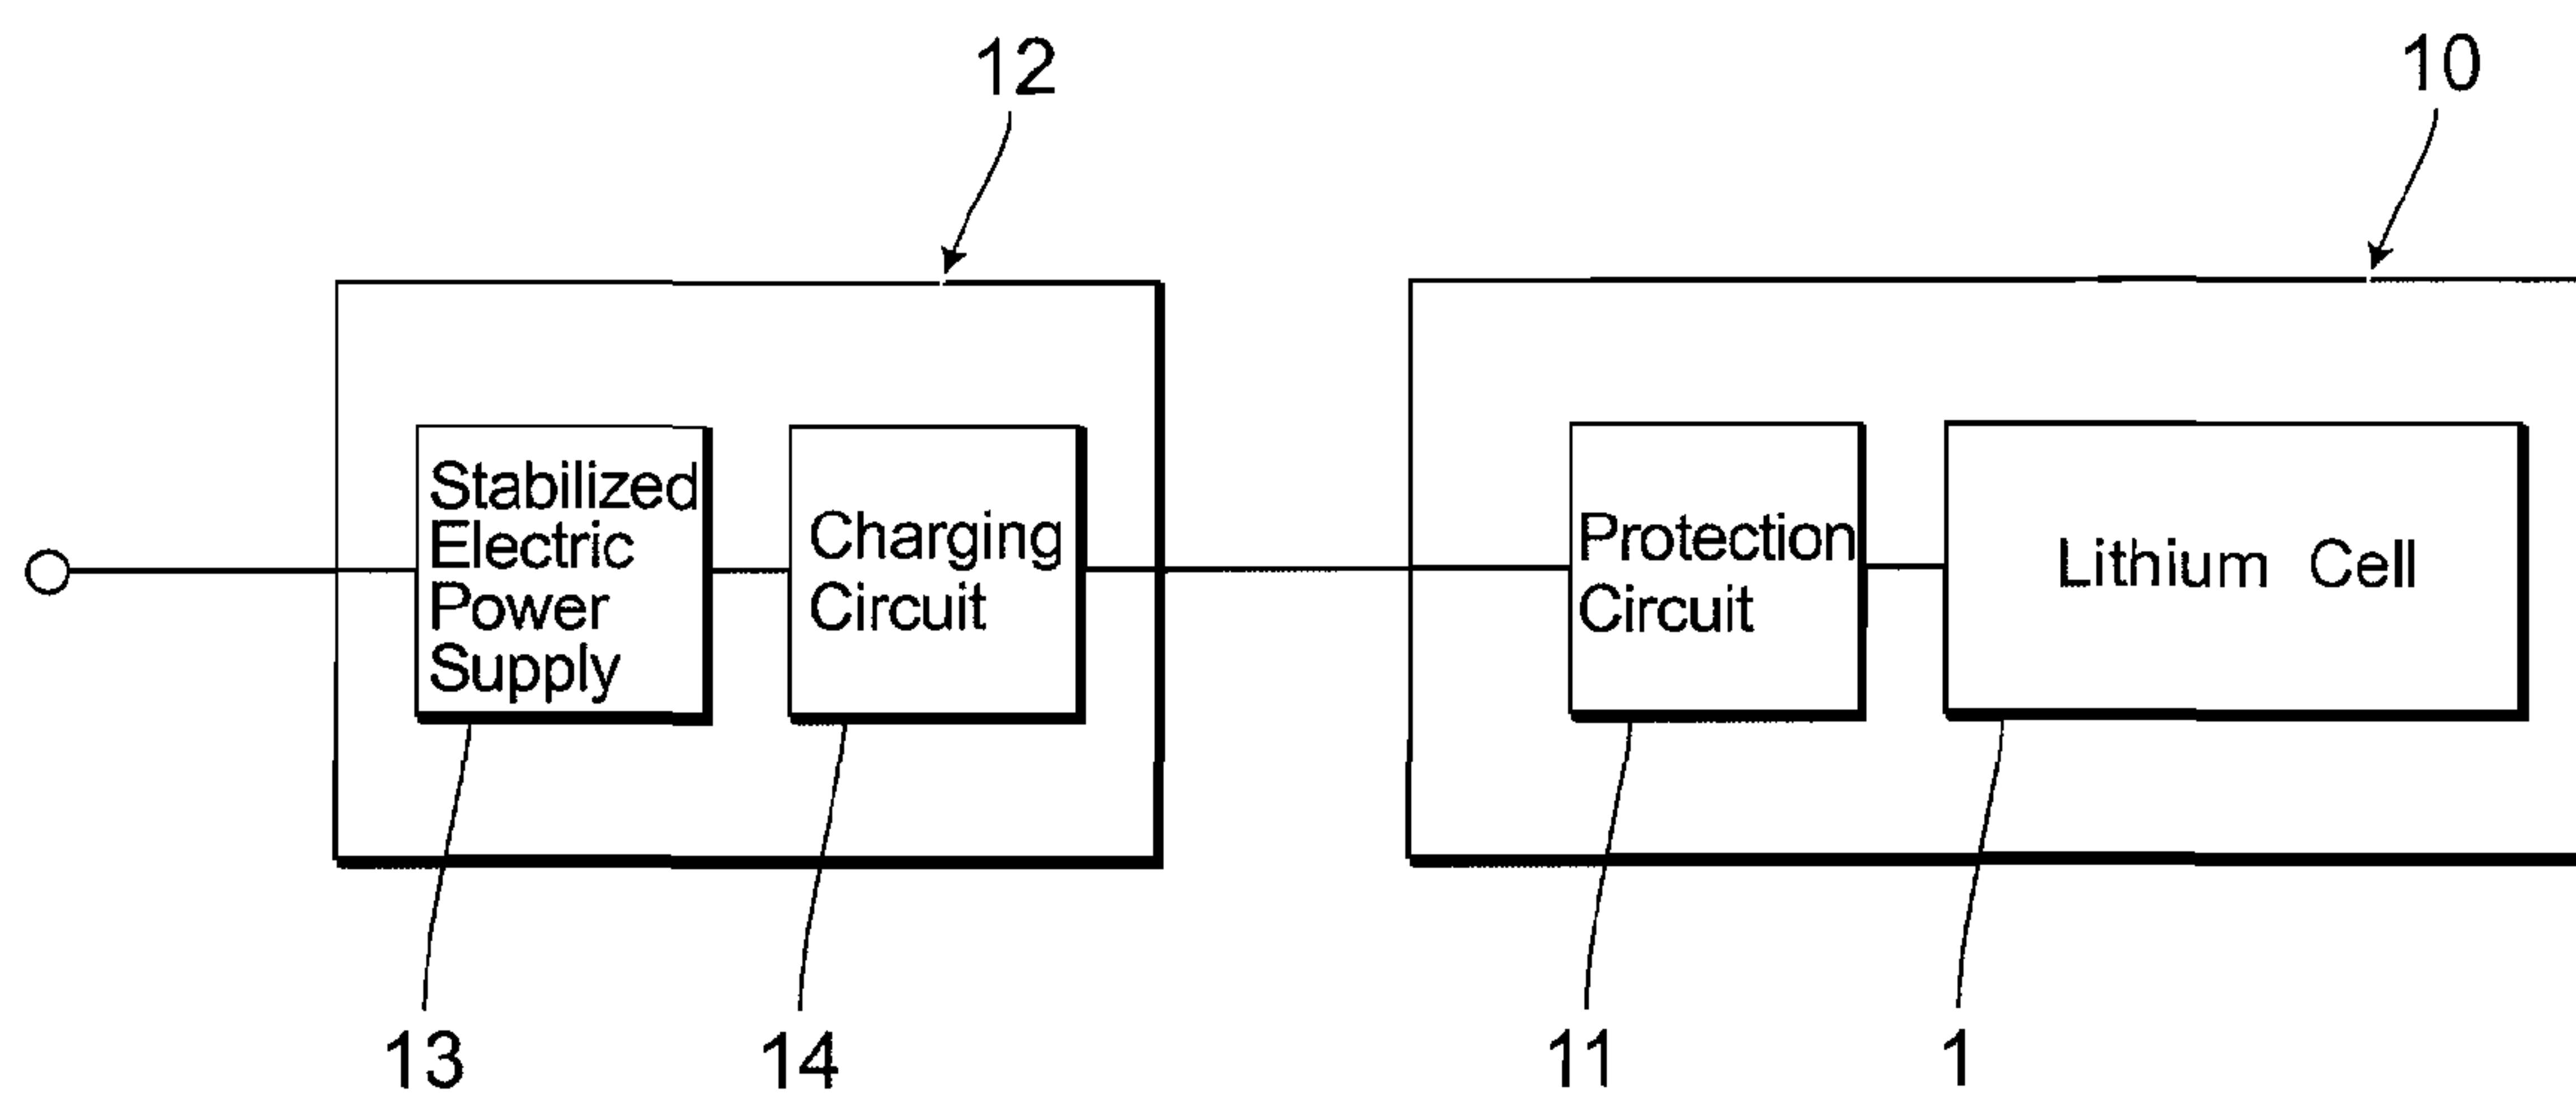 12
10
Stabilized
Electric
Power
Supply
Charging
Circuit
Protection
Circuit
Lithium Cell
13
14
11
1